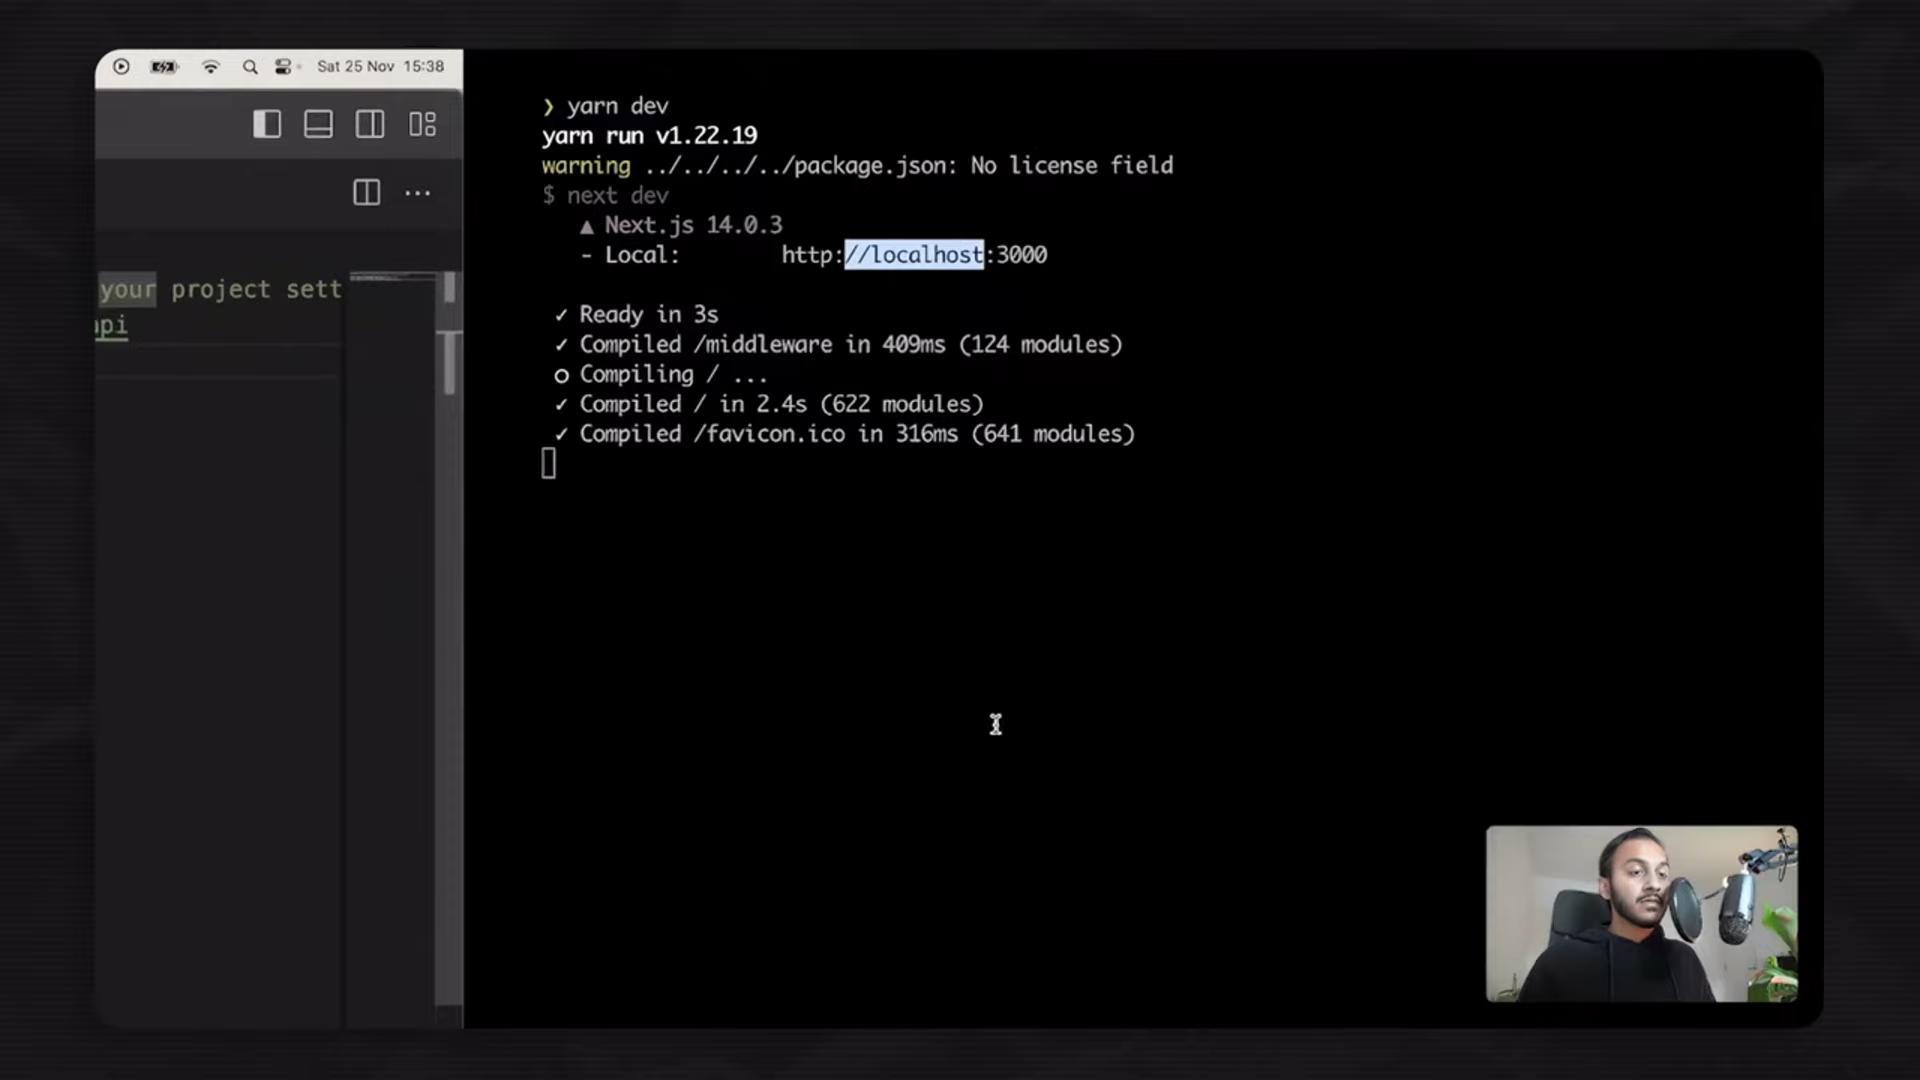 Sat 25 Nov 15:38
your project sett
api
❯ yarn dev
yarn run v1.22.19
warning ../../../../package.json: No license field
$ next dev
▲ Next.js 14.0.3
- Local: http://localhost:3000
✓ Ready in 3s
✓ Compiled /middleware in 409ms (124 modules)
○ Compiling / ...
✓ Compiled / in 2.4s (622 modules)
✓ Compiled /favicon.ico in 316ms (641 modules)